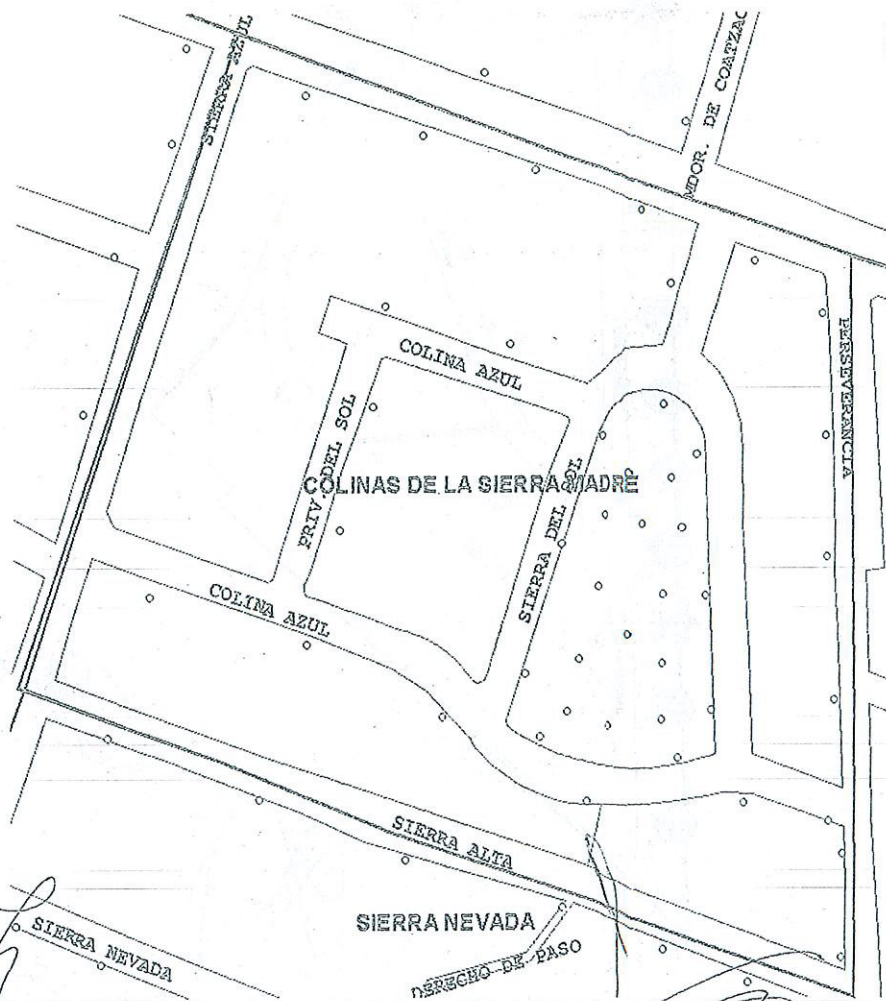 SIERRA AZUL
MDOR. DE COATZAC
COLINA AZUL
PERSEVERANCIA
PRIV. DEL SOL
COLINAS DE LA SIERRA MADRE
SIERRA DEL SOL
COLINA AZUL
SIERRA ALTA
SIERRA NEVADA
SIERRA NEVADA
DERECHO DE PASO